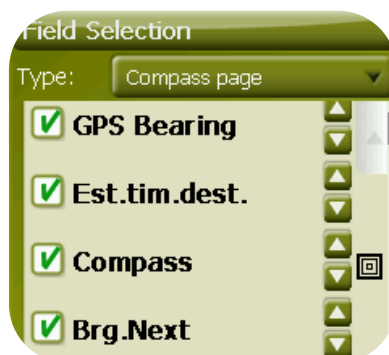 Field Selection
Type: Compass page
GPS Bearing
Est.tim.dest.
Compass
Brg.Next